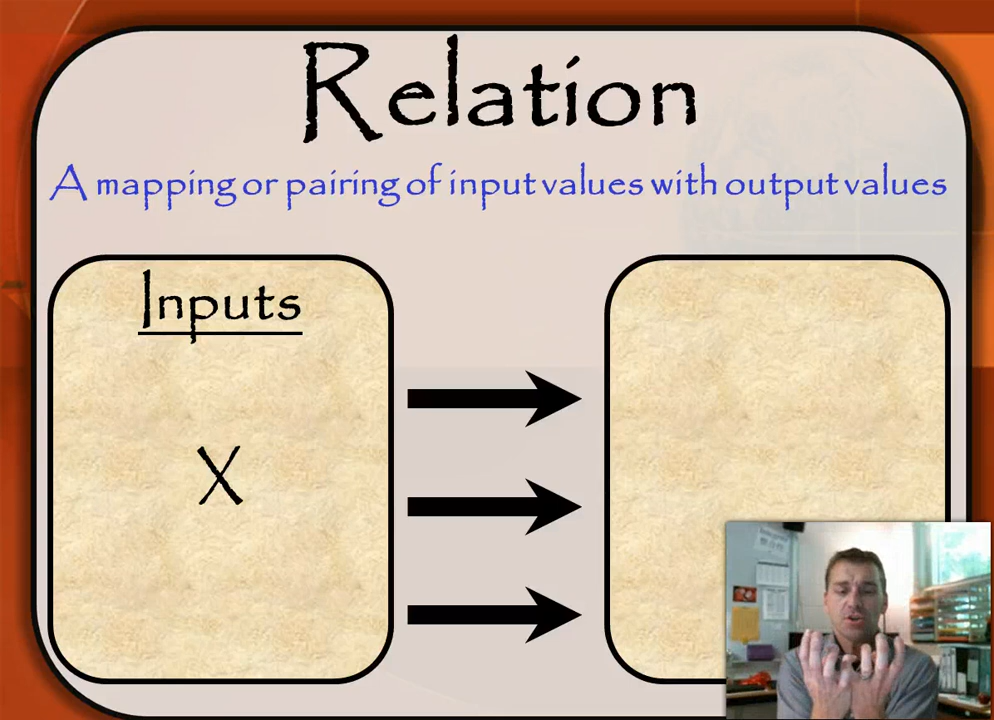 Relation
A mapping or pairing of input values with output values
Inputs
X